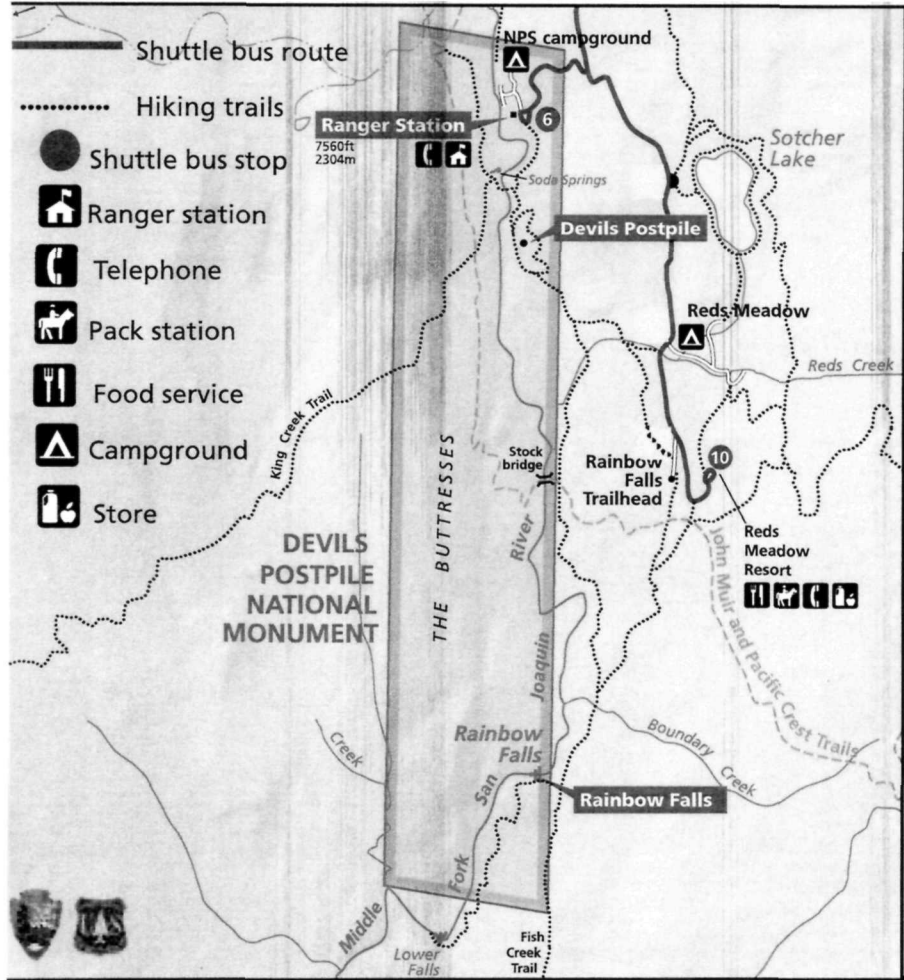 Shuttle bus route
Hiking trails
Shuttle bus stop
Ranger station
Telephone
Pack station
Food service
Campground
Store
NPS campground
6
Ranger Station
7560ft
2304m
Soda Springs
Sotcher
Lake
Devils Postpile
Reds Meadow
Reds Creek
King Creek Trail
THE BUTTRESSES
Stock
bridge
Rainbow
Falls
Trailhead
10
Reds
Meadow
Resort
DEVILS
POSTPILE
NATIONAL
MONUMENT
John Muir and Pacific Crest Trails
Middle Fork San Joaquin River
Rainbow
Falls
Creek
Boundary Creek
Rainbow Falls
Lower
Falls
Fish
Creek
Trail